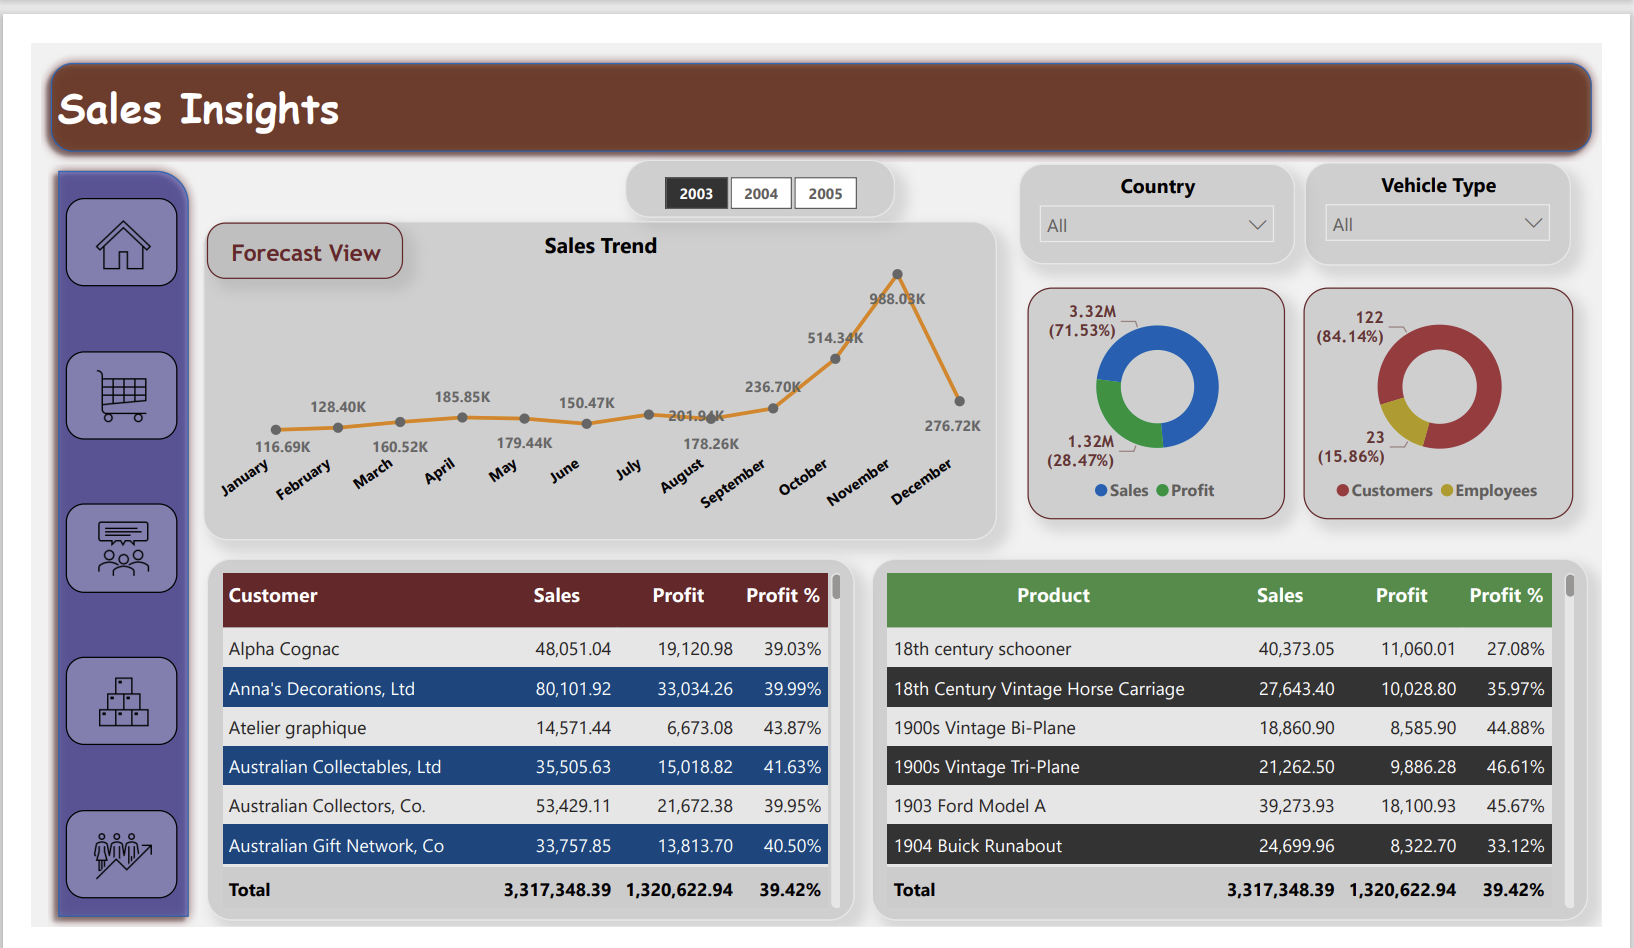 Sales Insights
2003 2004 2005
Country
All
Vehicle Type
All
Forecast View
Sales Trend
116.69K
128.40K
160.52K
185.85K
179.44K
150.47K
201.94K
178.26K
236.70K
514.34K
988.03K
276.72K
January February March April May June July August September October November December
3.32M
(71.53%)
1.32M
(28.47%)
Sales Profit
122
(84.14%)
23
(15.86%)
Customers Employees
Customer Sales Profit Profit %
Alpha Cognac 48,051.04 19,120.98 39.03%
Anna's Decorations, Ltd 80,101.92 33,034.26 39.99%
Atelier graphique 14,571.44 6,673.08 43.87%
Australian Collectables, Ltd 35,505.63 15,018.82 41.63%
Australian Collectors, Co. 53,429.11 21,672.38 39.95%
Australian Gift Network, Co 33,757.85 13,813.70 40.50%
Total 3,317,348.39 1,320,622.94 39.42%
Product Sales Profit Profit %
18th century schooner 40,373.05 11,060.01 27.08%
18th Century Vintage Horse Carriage 27,643.40 10,028.80 35.97%
1900s Vintage Bi-Plane 18,860.90 8,585.90 44.88%
1900s Vintage Tri-Plane 21,262.50 9,886.28 46.61%
1903 Ford Model A 39,273.93 18,100.93 45.67%
1904 Buick Runabout 24,699.96 8,322.70 33.12%
Total 3,317,348.39 1,320,622.94 39.42%